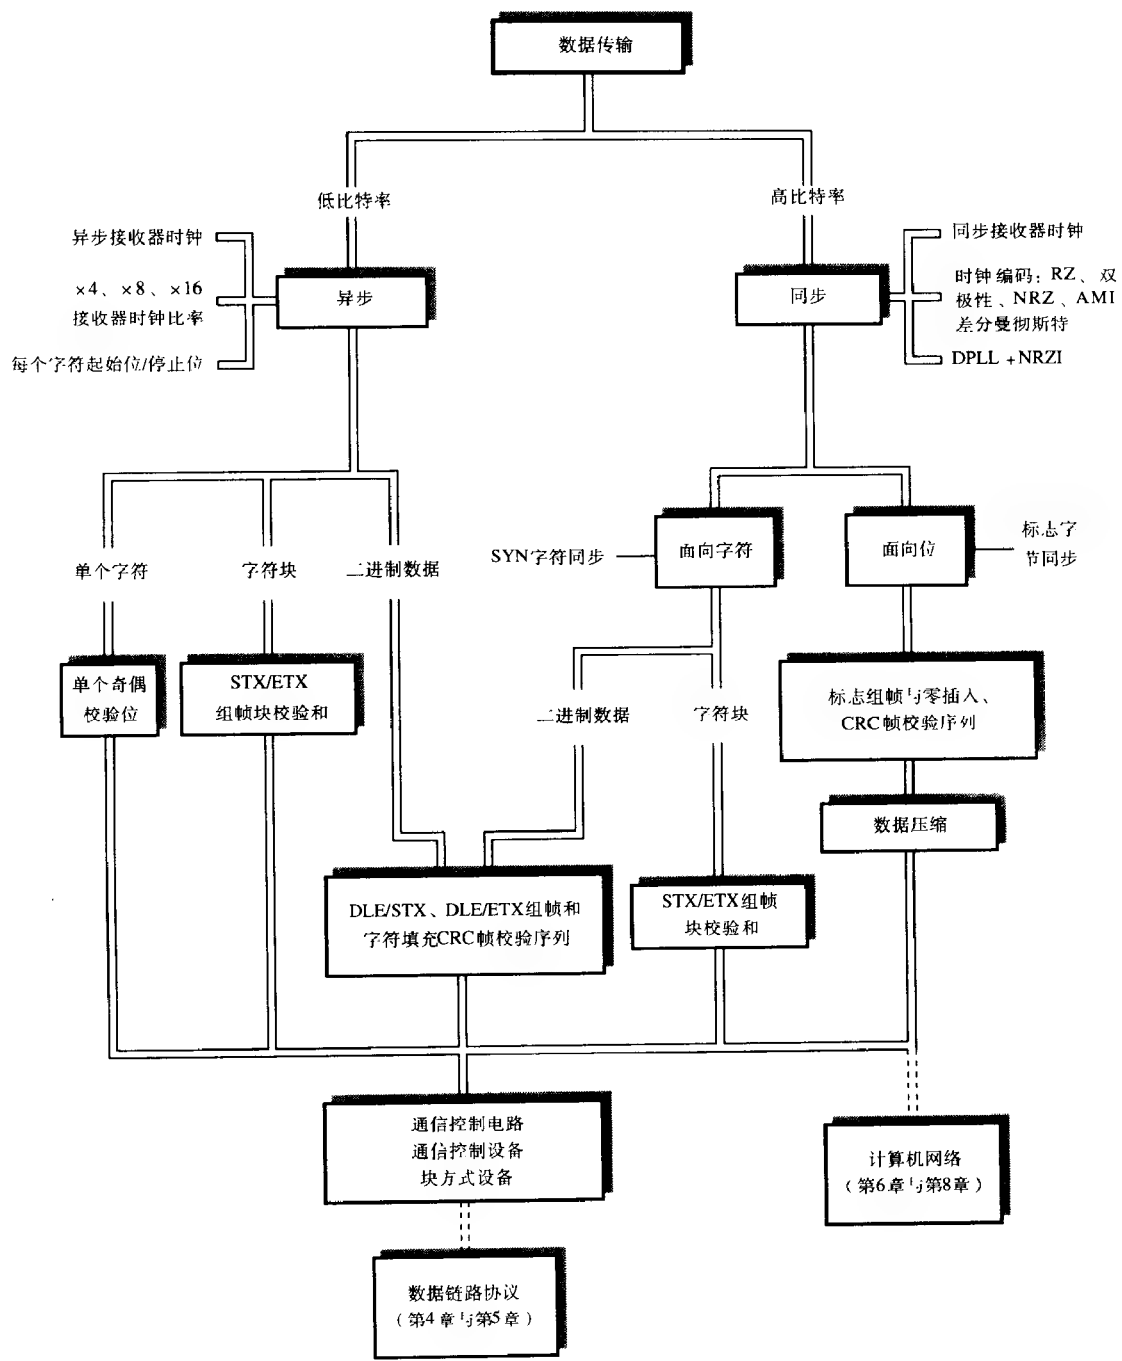 数据传输
低比特率
高比特率
异步接收器时钟
×4、×8、×16
接收器时钟比率
每个字符起始位/停止位
异步
同步
同步接收器时钟
时钟编码：RZ、双
极性、NRZ、AMI
差分曼彻斯特
DPLL +NRZI
单个字符
字符块
二进制数据
SYN字符同步
面向字符
面向位
标志字
节同步
单个奇偶
校验位
STX/ETX
组帧块校验和
二进制数据
字符块
标志组帧与零插入、
CRC帧校验序列
数据压缩
DLE/STX、DLE/ETX组帧和
字符填充CRC帧校验序列
STX/ETX组帧
块校验和
通信控制电路
通信控制设备
块方式设备
计算机网络
（第6章与第8章）
数据链路协议
（第4章与第5章）